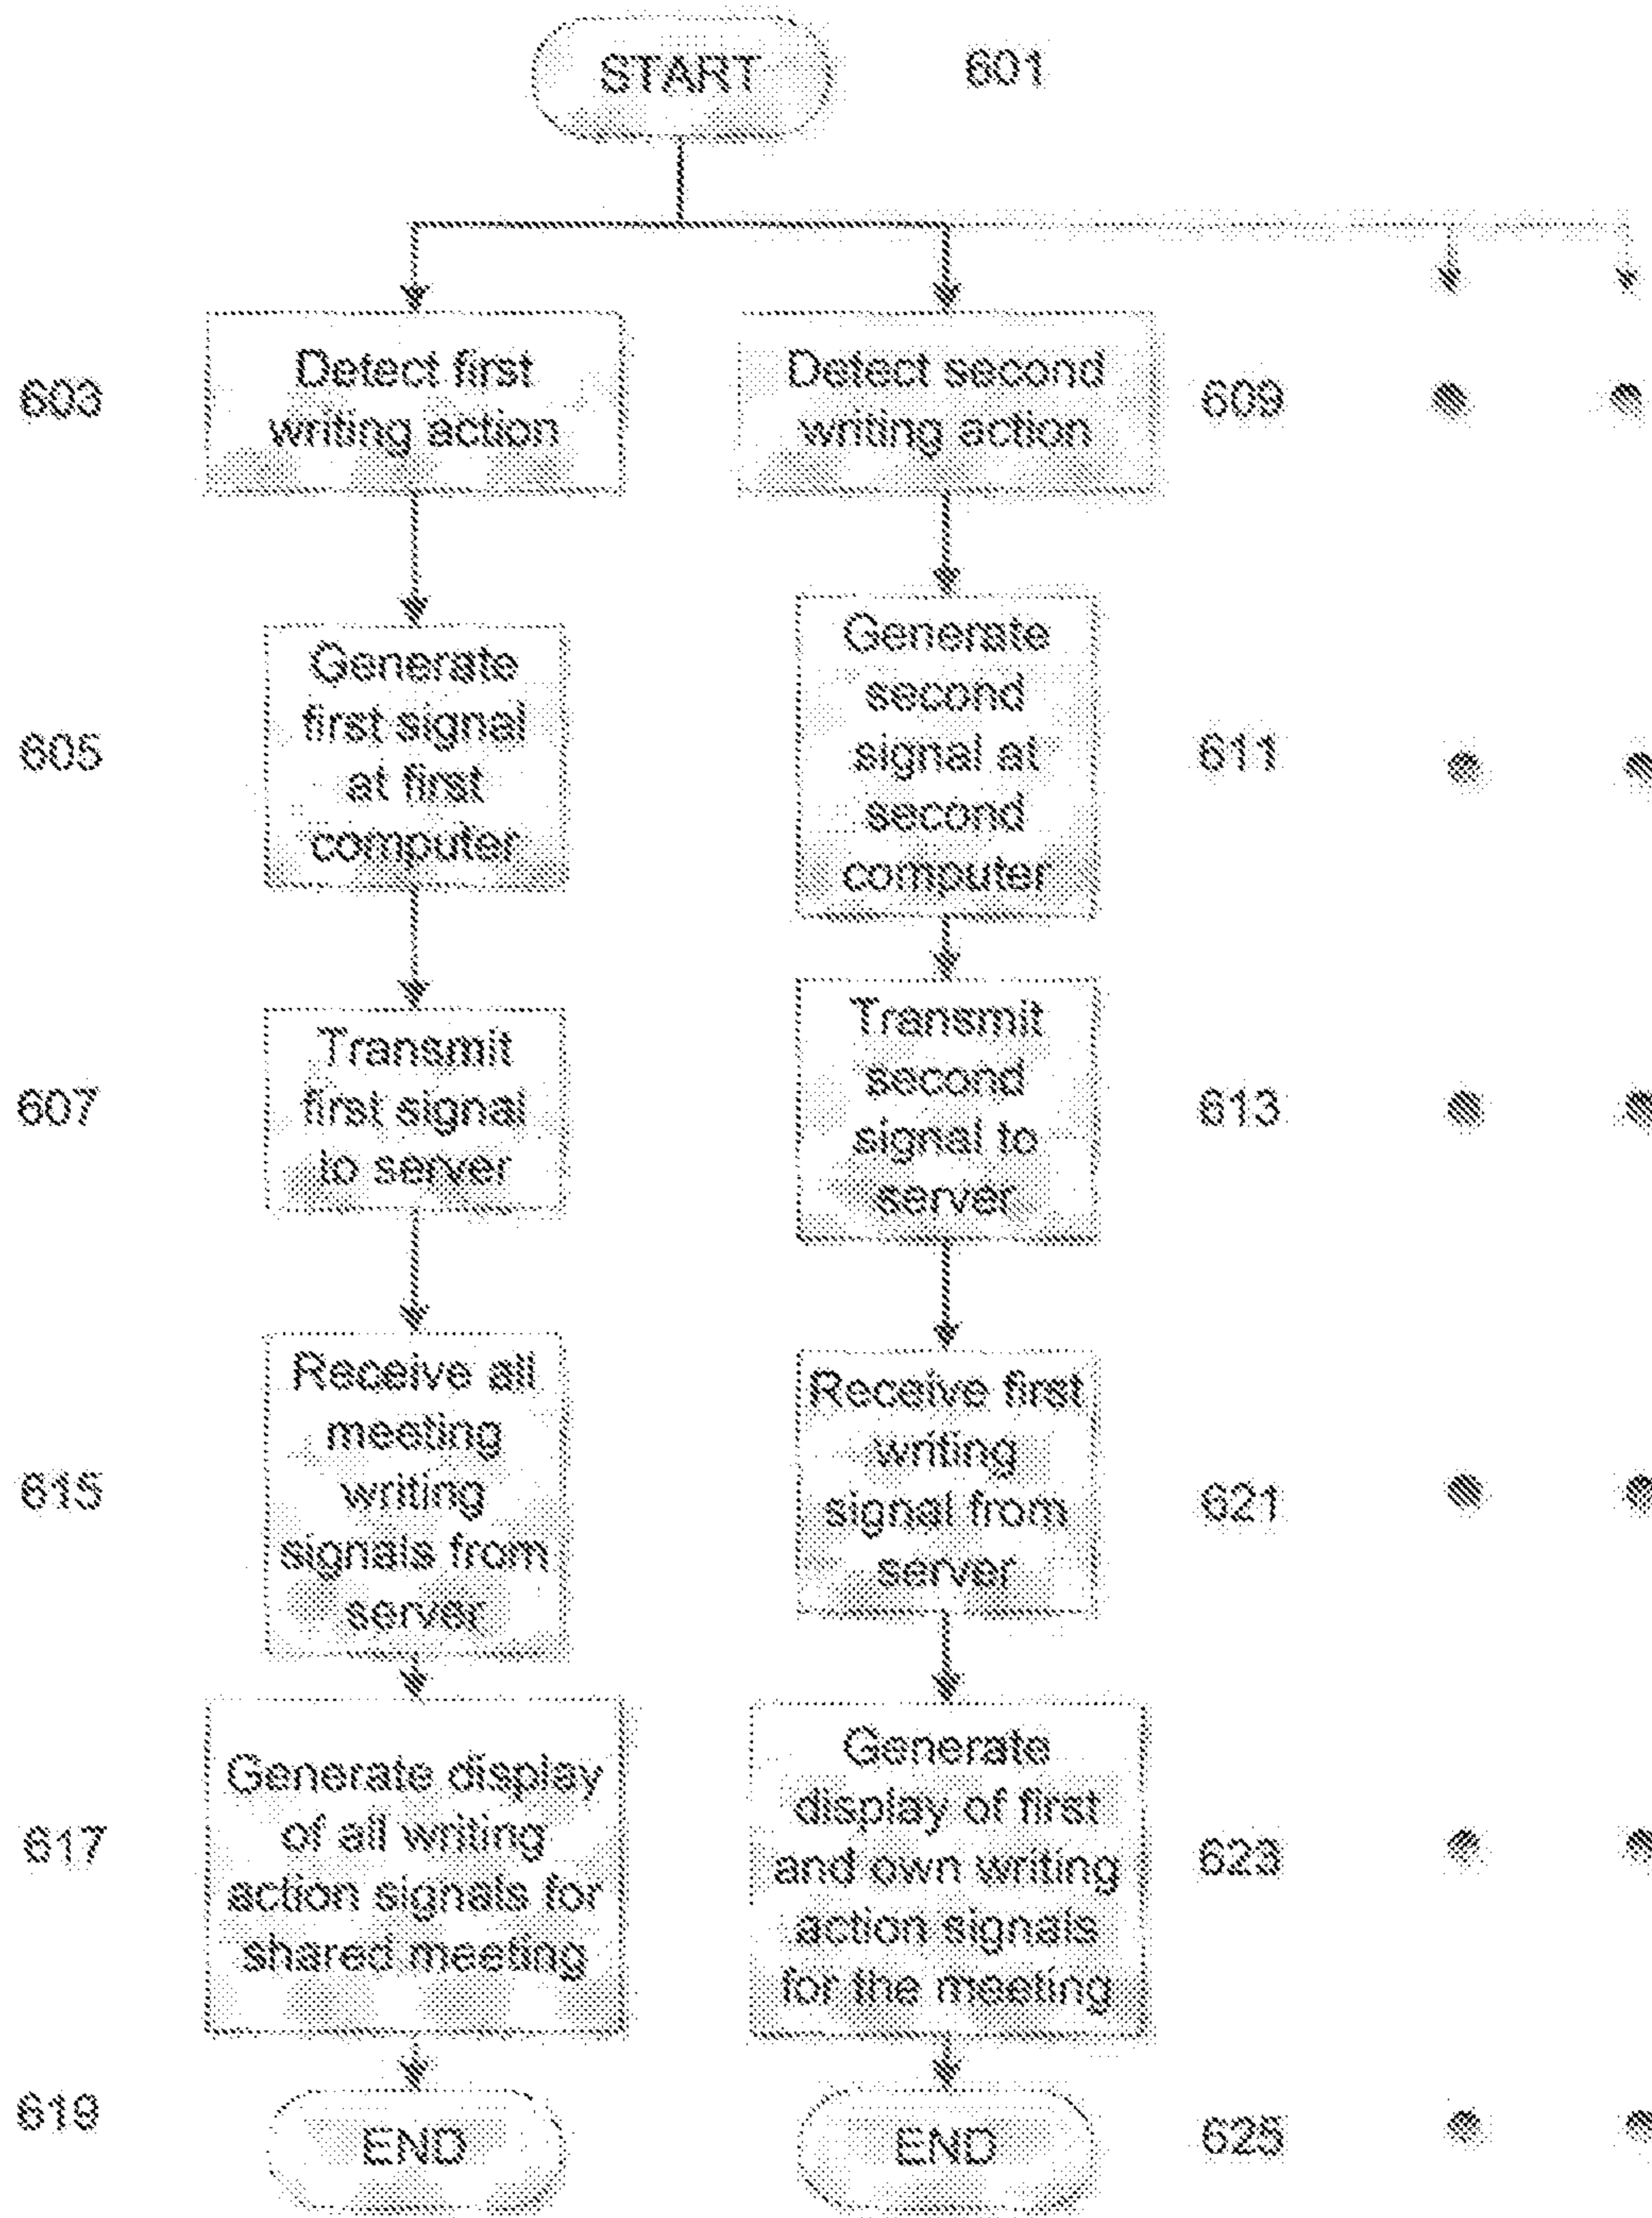 START
601
603
Detect first
writing action
Detect second
writing action
609
605
Generate
first signal
at first
computer
Generate
second
signal at
second
computer
611
607
Transmit
first signal
to server
Transmit
second
signal to
server
613
615
Receive all
meeting
writing
signals from
server
Receive first
writing
signal from
server
621
617
Generate display
of all writing
action signals for
shared meeting
Generate
display of first
and own writing
action signals
for the meeting
623
619
END
END
625